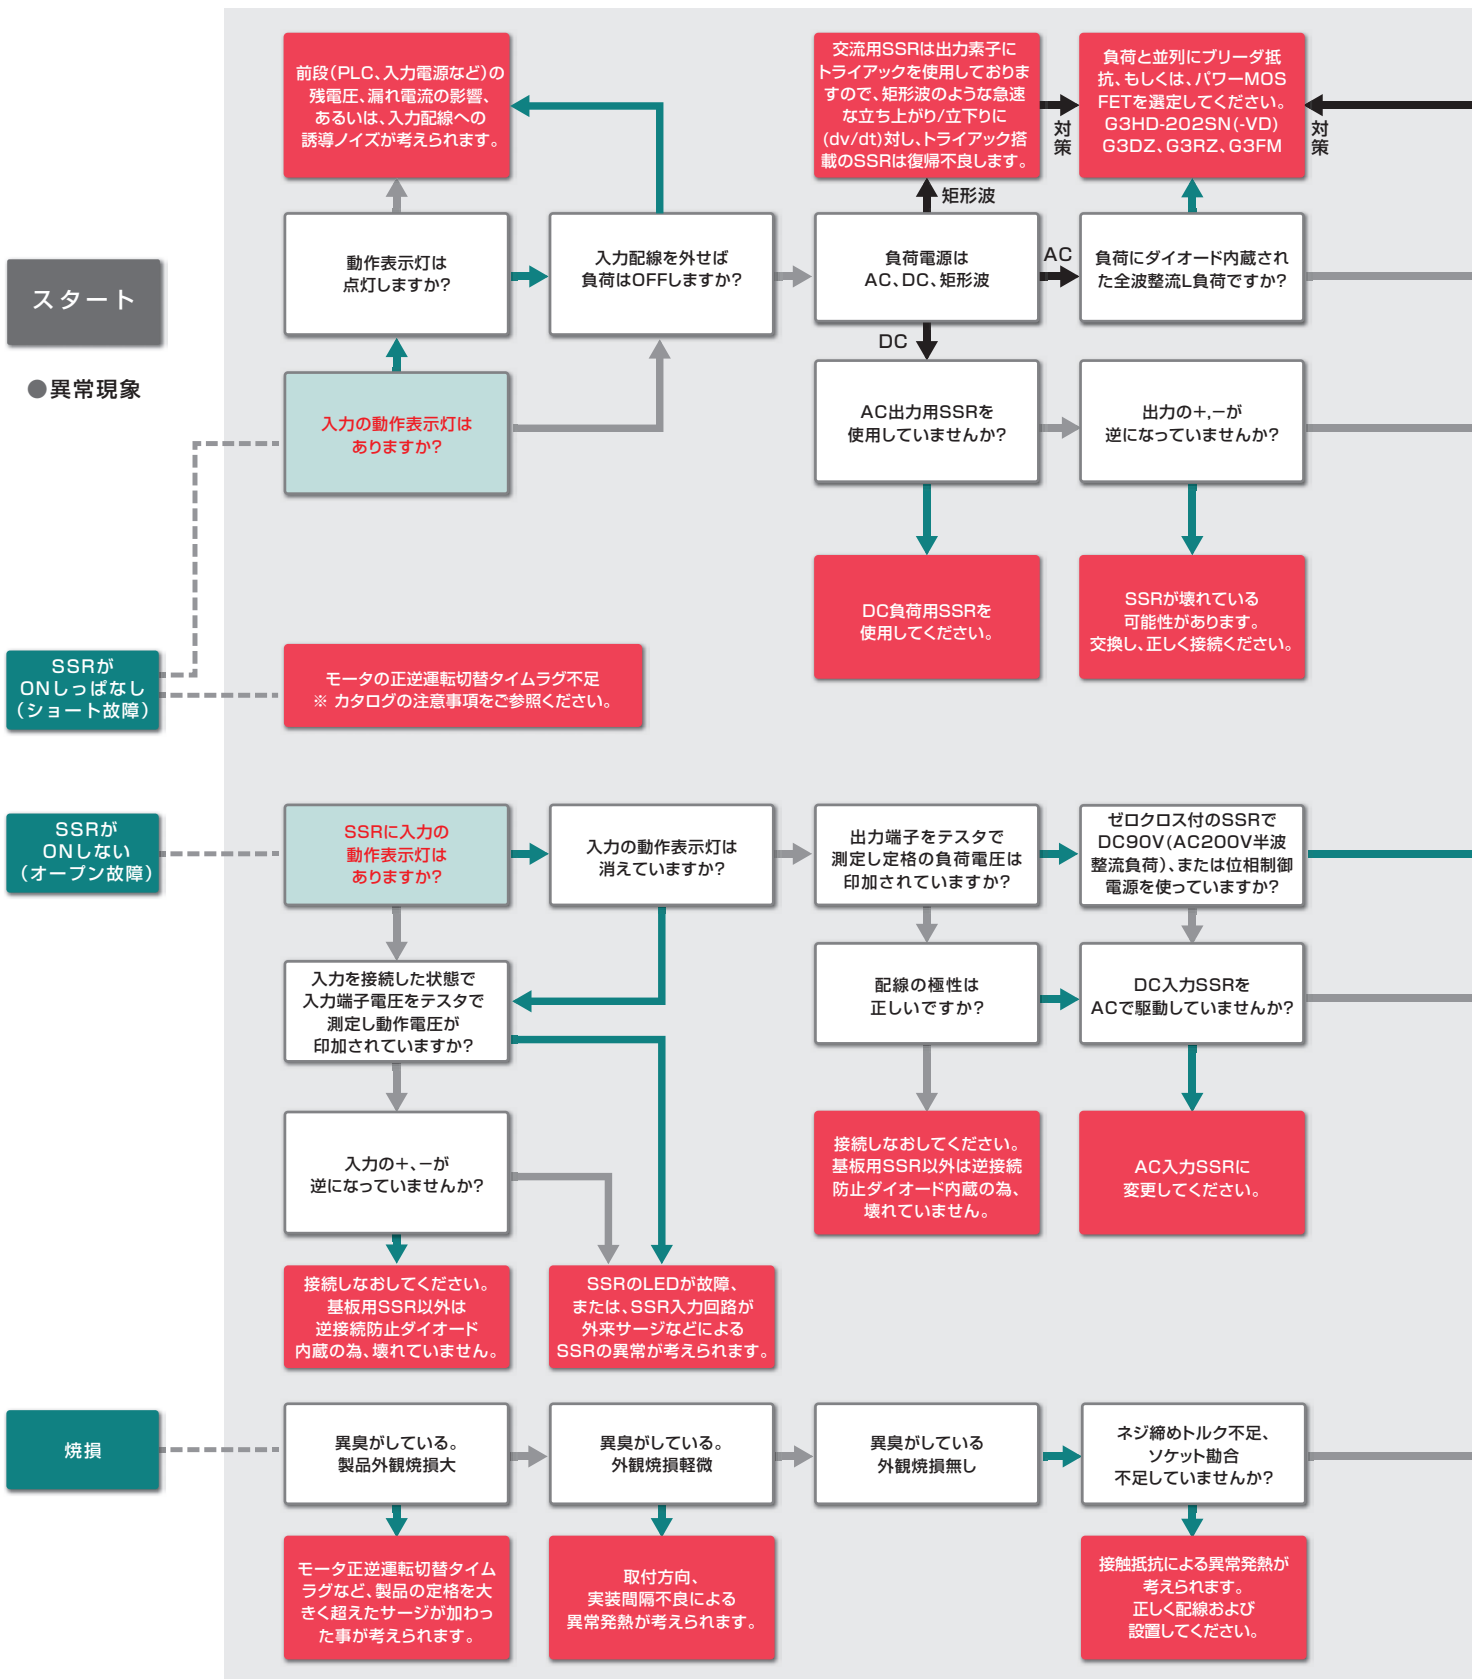 スタート
●異常現象
前段(PLC、入力電源など)の
残電圧、漏れ電流の影響、
あるいは、入力配線への
誘導ノイズが考えられます。
交流用SSRは出力素子に
トライアックを使用しておりま
すので、矩形波のような急速
な立ち上がり/立下りに
(dv/dt)対し、トライアック搭
載のSSRは復帰不良します。
対
策
負荷と並列にブリーダ抵
抗、もしくは、パワーMOS
FETを選定してください。
G3HD-202SN(-VD)
G3DZ、G3RZ、G3FM
対
策
矩形波
動作表示灯は
点灯しますか?
入力配線を外せば
負荷はOFFしますか?
負荷電源は
AC、DC、矩形波
AC
負荷にダイオード内蔵され
た全波整流L負荷ですか?
DC
入力の動作表示灯は
ありますか?
AC出力用SSRを
使用していませんか?
出力の+,−が
逆になっていませんか?
DC負荷用SSRを
使用してください。
SSRが壊れている
可能性があります。
交換し、正しく接続ください。
SSRが
ONしっぱなし
(ショート故障)
モータの正逆運転切替タイムラグ不足
※ カタログの注意事項をご参照ください。
SSRが
ONしない
(オープン故障)
SSRに入力の
動作表示灯は
ありますか?
入力の動作表示灯は
消えていますか?
出力端子をテスタで
測定し定格の負荷電圧は
印加されていますか?
ゼロクロス付のSSRで
DC90V(AC200V半波
整流負荷)、または位相制御
電源を使っていますか?
入力を接続した状態で
入力端子電圧をテスタで
測定し動作電圧が
印加されていますか?
配線の極性は
正しいですか?
DC入力SSRを
ACで駆動していませんか?
入力の+、−が
逆になっていませんか?
接続しなおしてください。
基板用SSR以外は逆接続
防止ダイオード内蔵の為、
壊れていません。
AC入力SSRに
変更してください。
接続しなおしてください。
基板用SSR以外は
逆接続防止ダイオード
内蔵の為、壊れていません。
SSRのLEDが故障、
または、SSR入力回路が
外来サージなどによる
SSRの異常が考えられます。
焼損
異臭がしている。
製品外観焼損大
異臭がしている。
外観焼損軽微
異臭がしている
外観焼損無し
ネジ締めトルク不足、
ソケット勘合
不足していませんか?
モータ正逆運転切替タイム
ラグなど、製品の定格を大
きく超えたサージが加わっ
た事が考えられます。
取付方向、
実装間隔不良による
異常発熱が考えられます。
接触抵抗による異常発熱が
考えられます。
正しく配線および
設置してください。